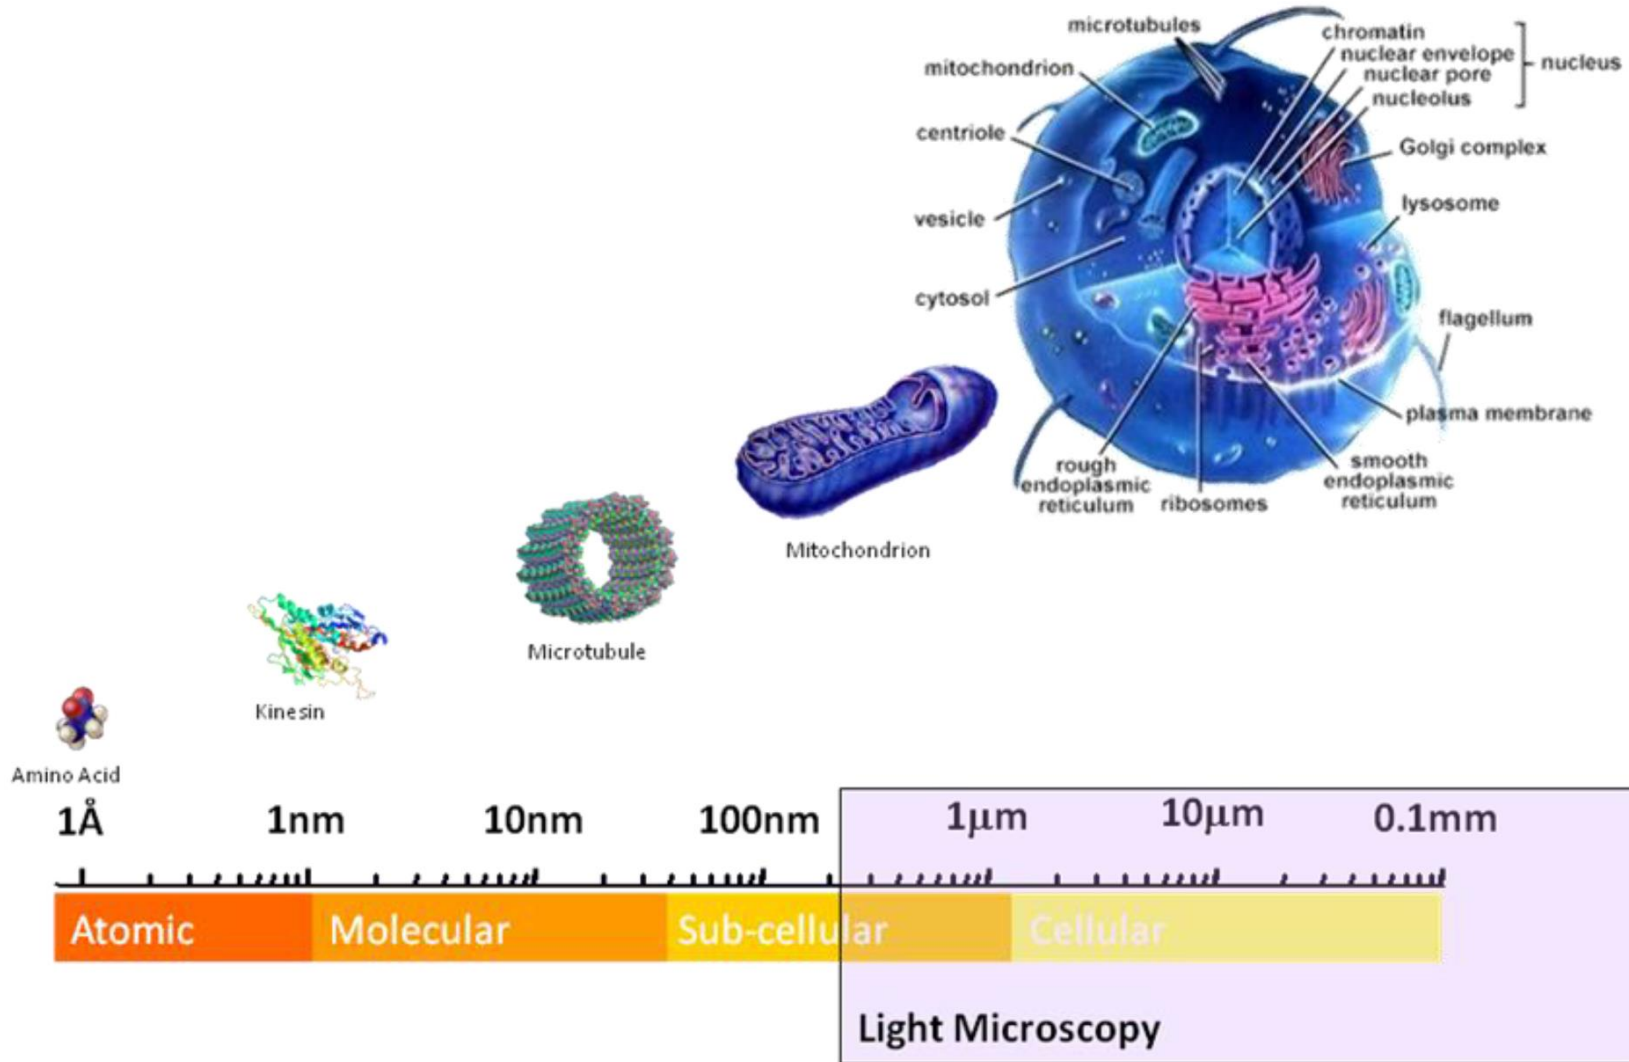 microtubules
mitochondrion
centriole
vesicle
cytosol
chromatin
nuclear envelope
nuclear pore
nucleolus
nucleus
Golgi complex
lysosome
flagellum
plasma membrane
smooth
endoplasmic
reticulum
ribosomes
rough
endoplasmic
reticulum
Mitochondrion
Microtubule
Kinesin
Amino Acid
1Å 1nm 10nm 100nm 1μm 10μm 0.1mm
Atomic Molecular Sub-cellular Cellular
Light Microscopy